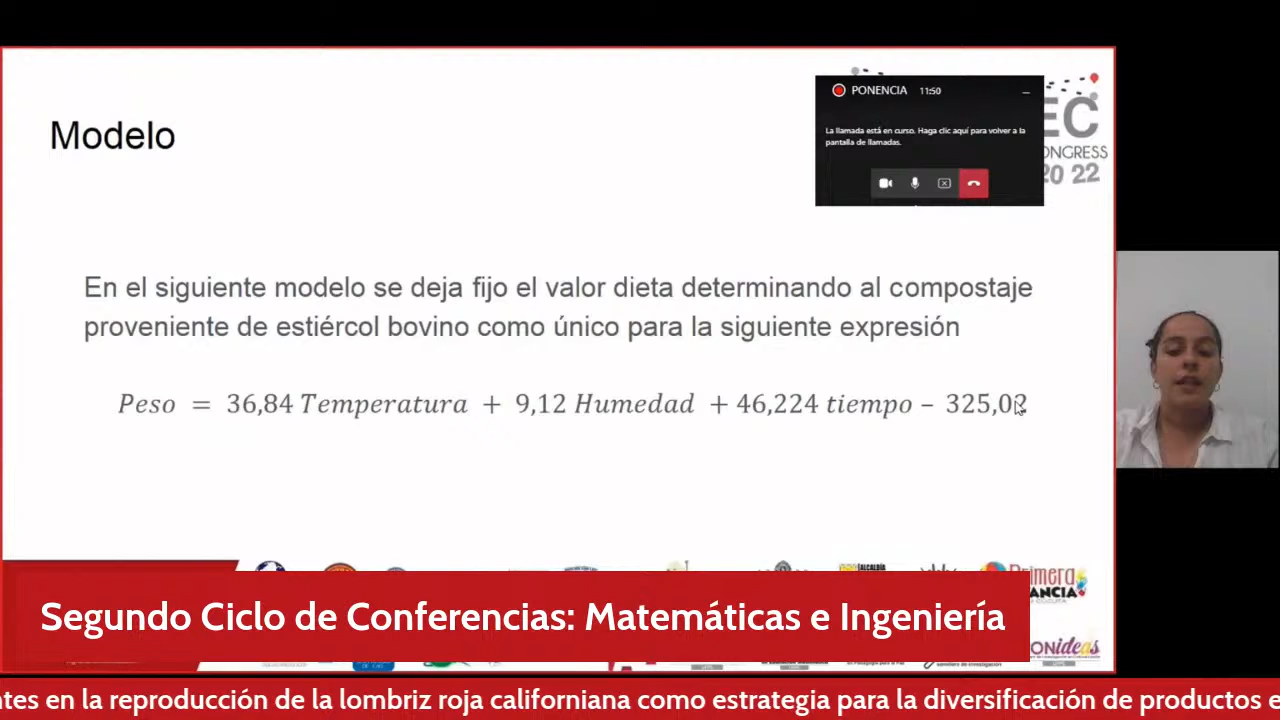 Modelo
PONENCIA 11:50
La llamada está en curso. Haga clic aquí para volver a la
pantalla de llamadas.
EC
ONGRESS
20 22
En el siguiente modelo se deja fijo el valor dieta determinando al compostaje
proveniente de estiércol bovino como único para la siguiente expresión
Peso = 36,84 Temperatura + 9,12 Humedad + 46,224 tiempo – 325,02
ALCALDÍA
Primera
ANCIA
Segundo Ciclo de Conferencias: Matemáticas e Ingeniería
ONideas
ntes en la reproducción de la lombriz roja californiana como estrategia para la diversificación de productos e